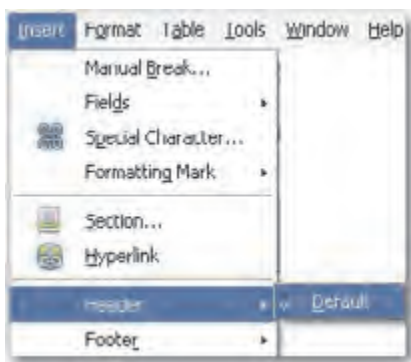 Insert Format Table Tools Window Help
Manual Break...
Fields
Special Character...
Formatting Mark
Section...
Hyperlink
Header Default
Footer